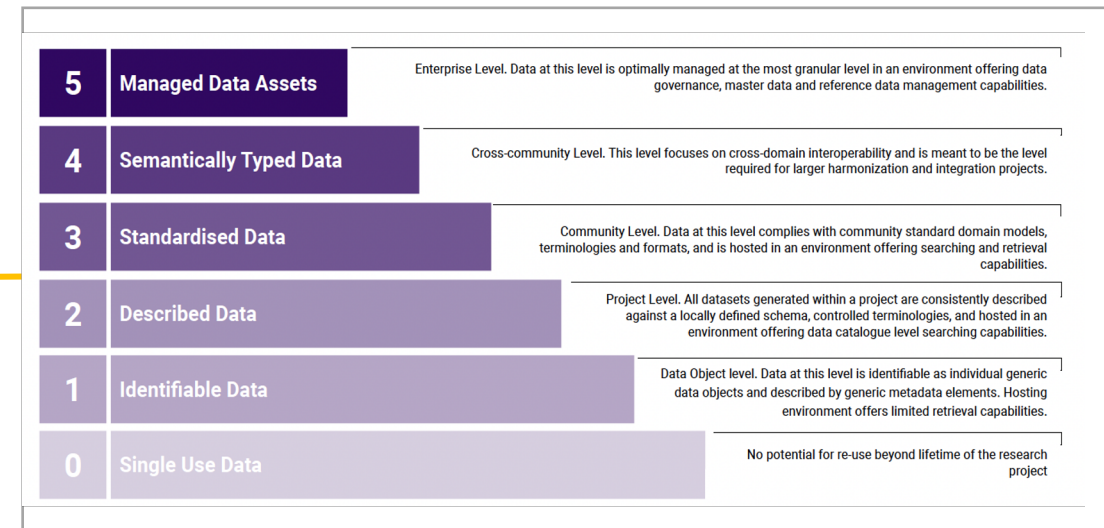 5
Managed Data Assets
Enterprise Level. Data at this level is optimally managed at the most granular level in an environment offering data
governance, master data and reference data management capabilities.
4
Semantically Typed Data
Cross-community Level. This level focuses on cross-domain interoperability and is meant to be the level
required for larger harmonization and integration projects.
3
Standardised Data
Community Level. Data at this level complies with community standard domain models,
terminologies and formats, and is hosted in an environment offering searching and retrieval
capabilities.
2
Described Data
Project Level. All datasets generated within a project are consistently described
against a locally defined schema, controlled terminologies, and hosted in an
environment offering data catalogue level searching capabilities.
1
Identifiable Data
Data Object level. Data at this level is identifiable as individual generic
data objects and described by generic metadata elements. Hosting
environment offers limited retrieval capabilities.
0
Single Use Data
No potential for re-use beyond lifetime of the research
project